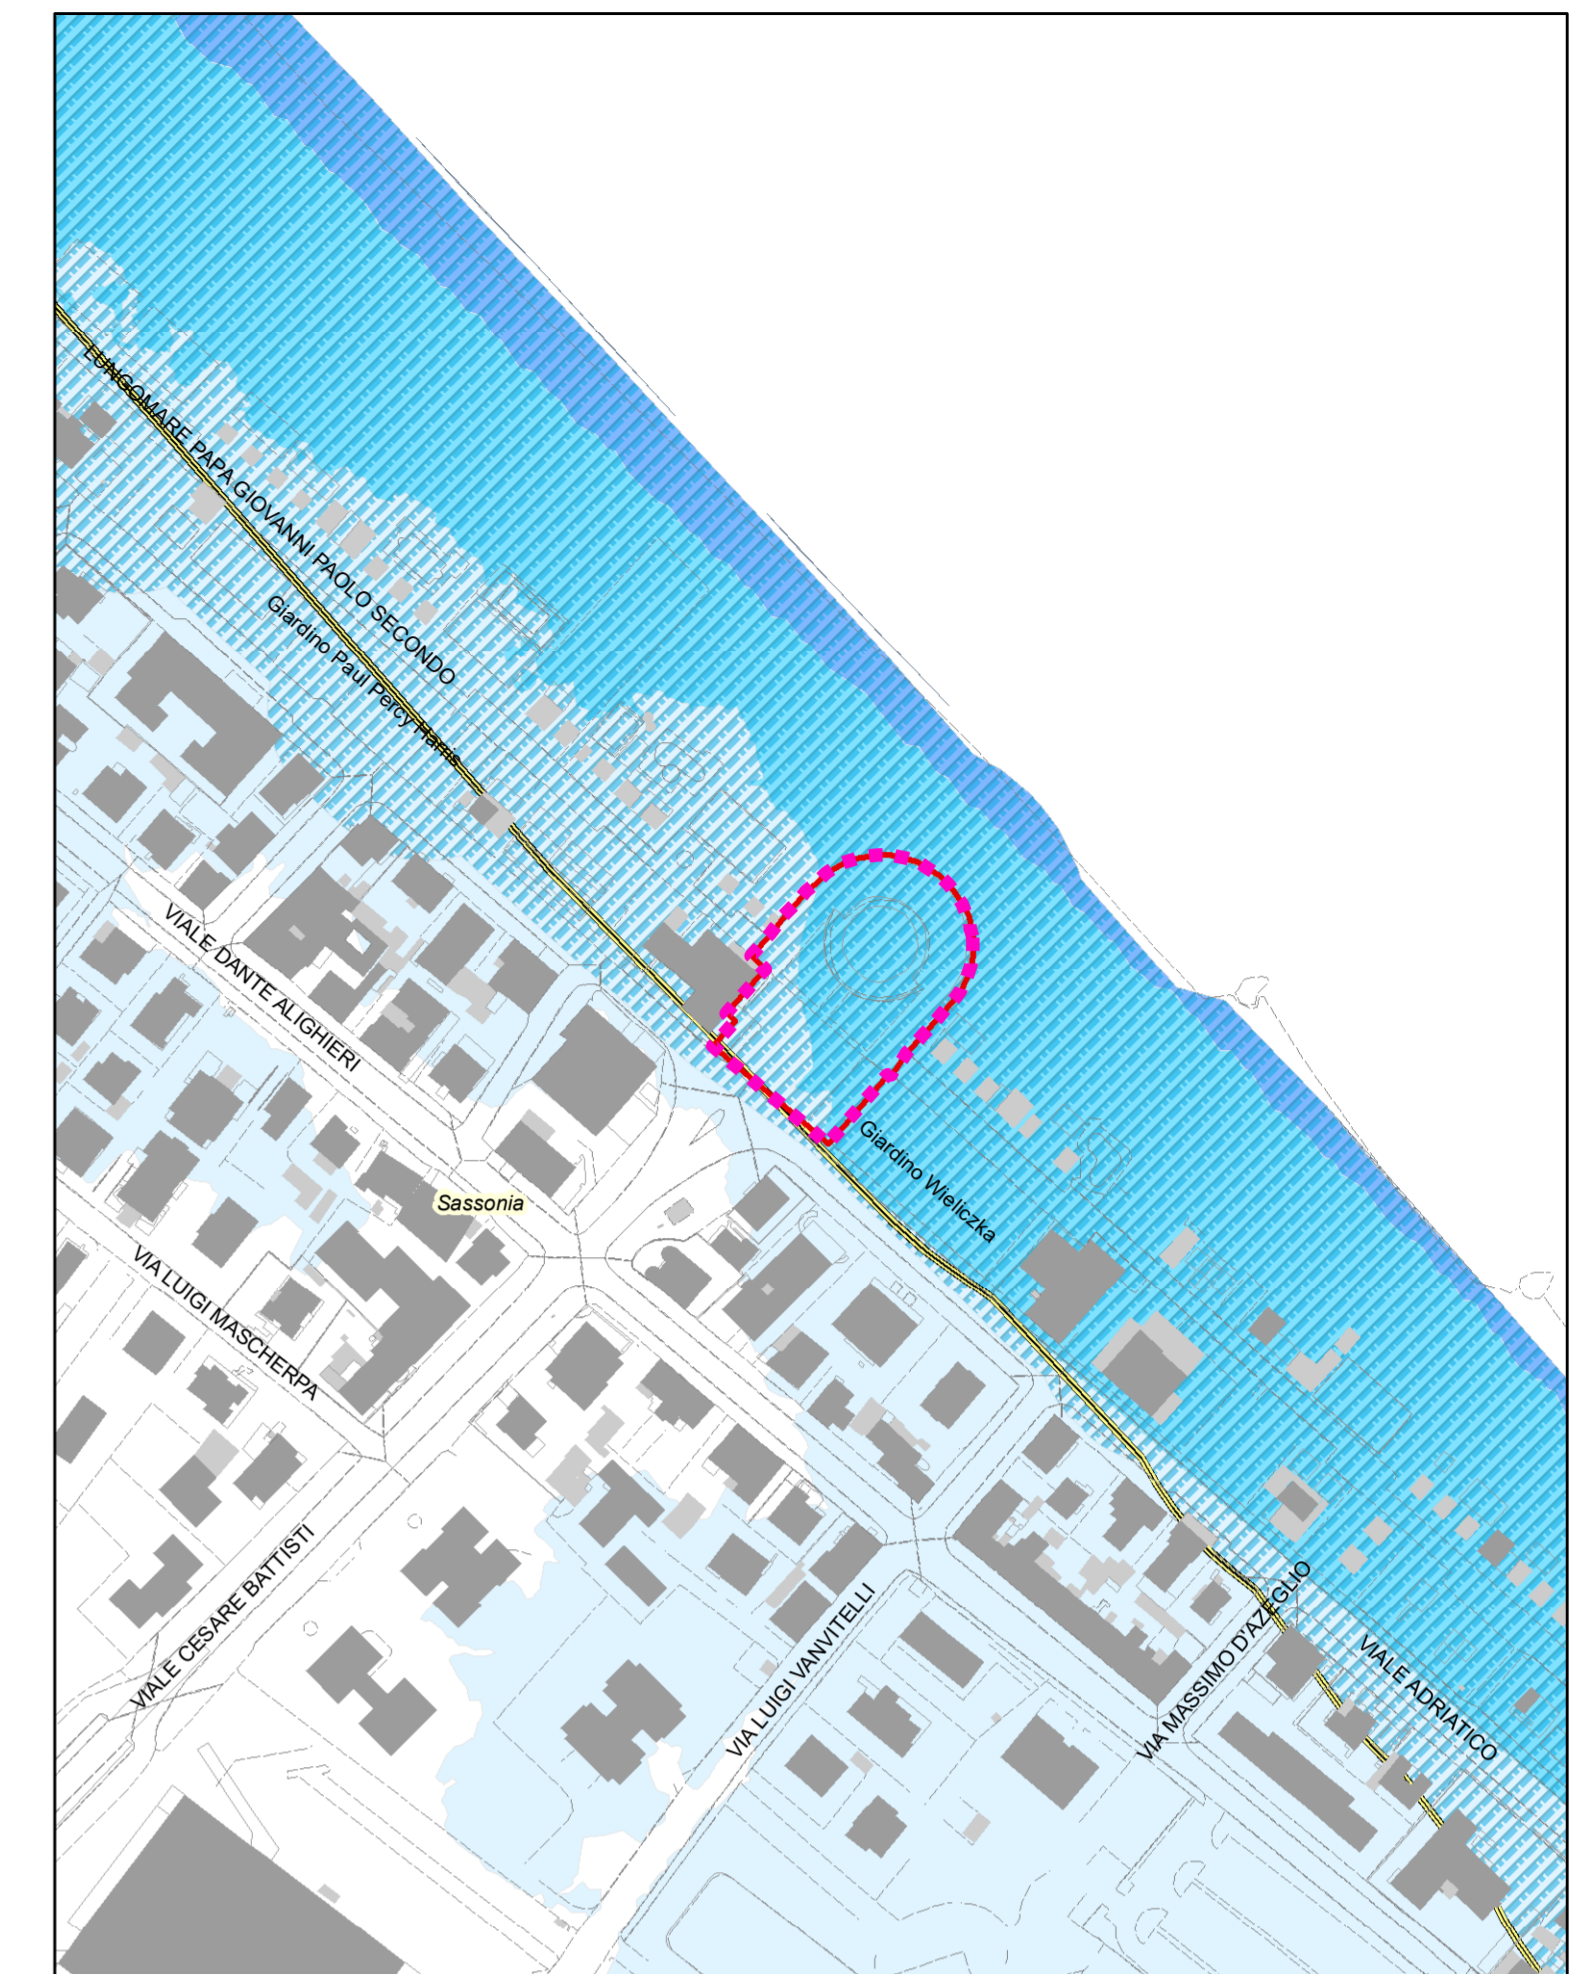 LUNGOMARE PAPA GIOVANNI PAOLO SECONDO
Giardino Paul Percy Harris
VIALE DANTE ALIGHIERI
Giardino Wieliczka
Sassonia
VIA LUIGI MASCHERPA
VIALE CESARE BATTISTI
VIA LUIGI VANVITELLI
VIA MASSIMO D'AZEGLIO
VIALE ADRIATICO